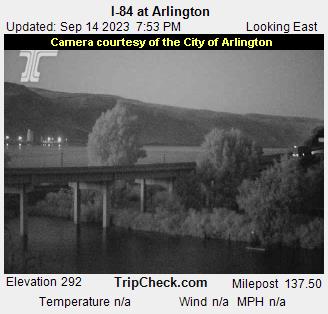 I-84 at Arlington
Updated: Sep 14 2023 7:53 PM Looking East
Camera courtesy of the City of Arlington
Elevation 292 TripCheck.com Milepost 137.50
Temperature n/a Wind n/a MPH n/a